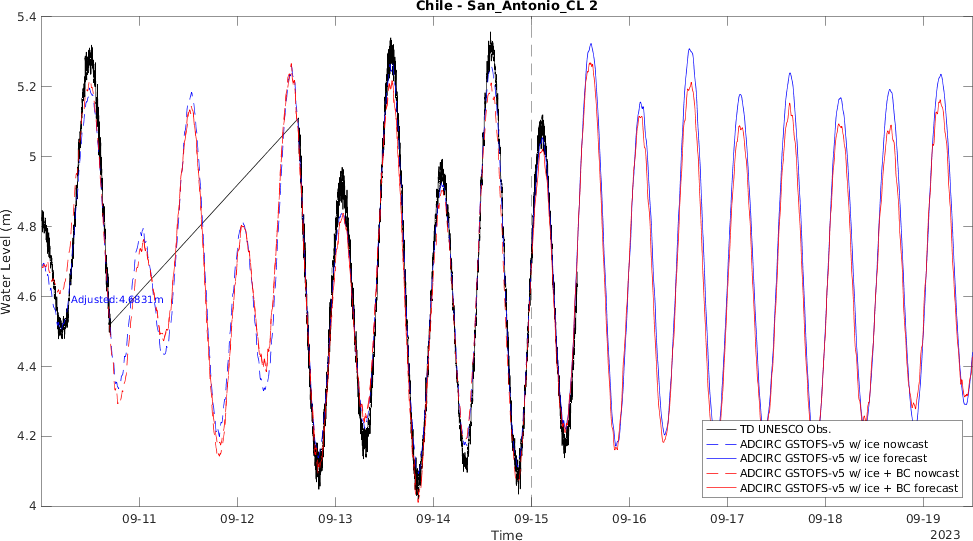 Chile - San_Antonio_CL 2
Water Level (m)
5.4
5.2
5
4.8
4.6
4.4
4.2
4
Adjusted:4.6831m
TD UNESCO Obs.
ADCIRC GSTOFS-v5 w/ ice nowcast
ADCIRC GSTOFS-v5 w/ ice forecast
ADCIRC GSTOFS-v5 w/ ice + BC nowcast
ADCIRC GSTOFS-v5 w/ ice + BC forecast
09-11 09-12 09-13 09-14 09-15 09-16 09-17 09-18 09-19
Time
2023